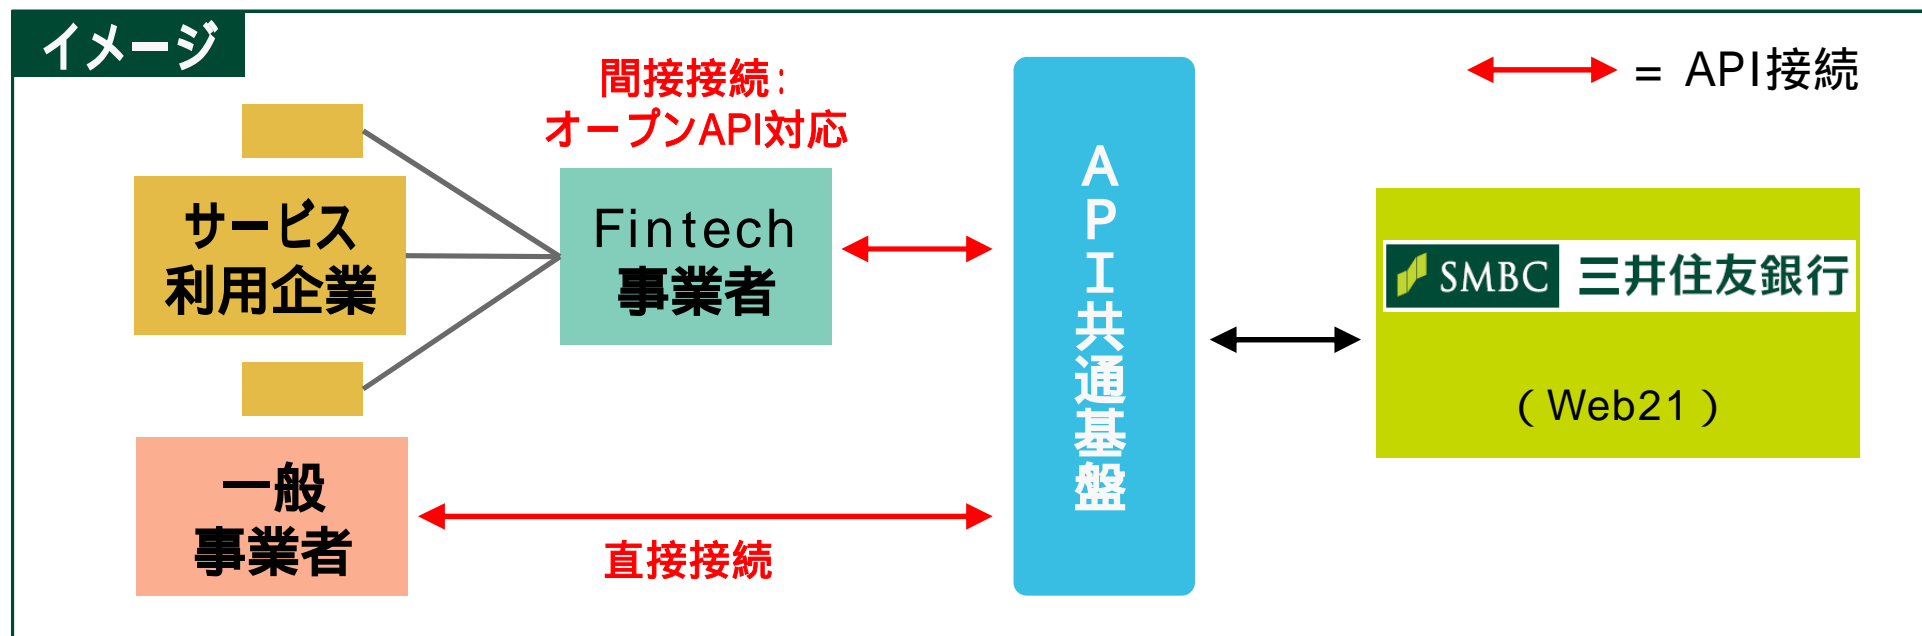 イメージ
間接接続：
オープンAPI対応
= API接続
サービス
利用企業
Fintech
事業者
API共通基盤
SMBC 三井住友銀行
（Web21）
一般
事業者
直接接続